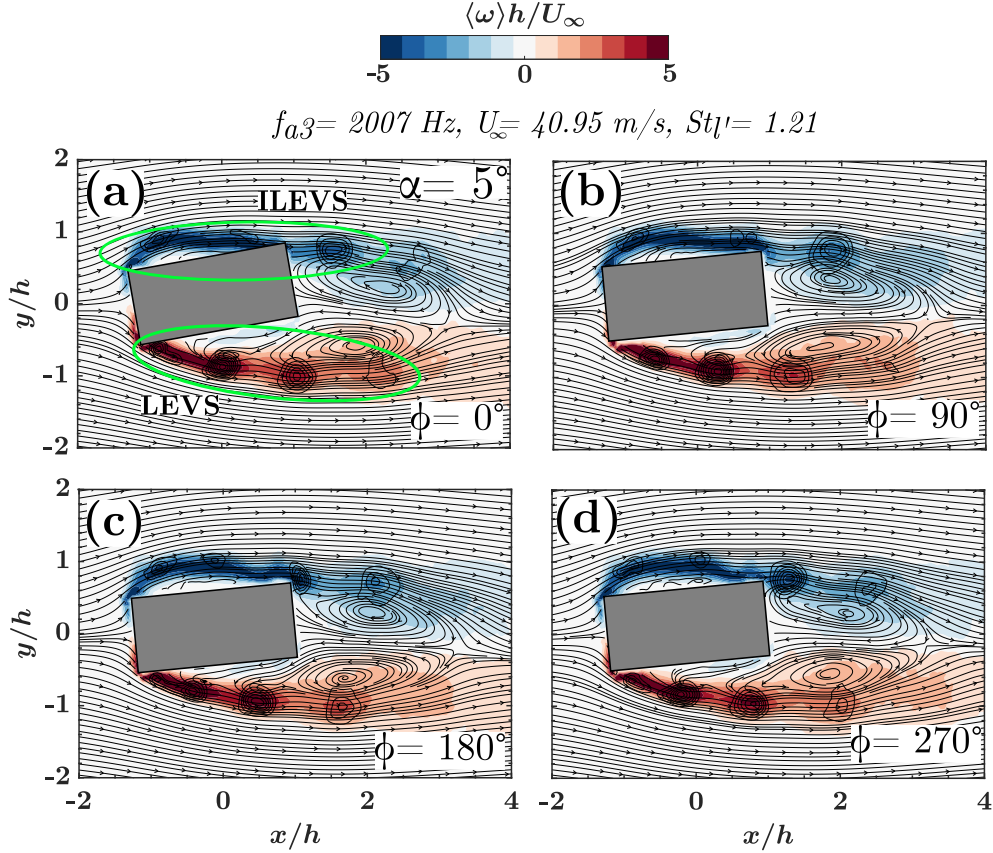 ⟨ω⟩h/U∞
-5 0 5
fa3= 2007 Hz, U∞= 40.95 m/s, Stl'= 1.21
(a) α= 5°
ILEVS
LEVS
ϕ= 0°
2
1
0
-1
-2
y/h
(b)
ϕ= 90°
(c)
ϕ= 180°
2
1
0
-1
-2
y/h
-2 0 2 4
x/h
(d)
ϕ= 270°
-2 0 2 4
x/h